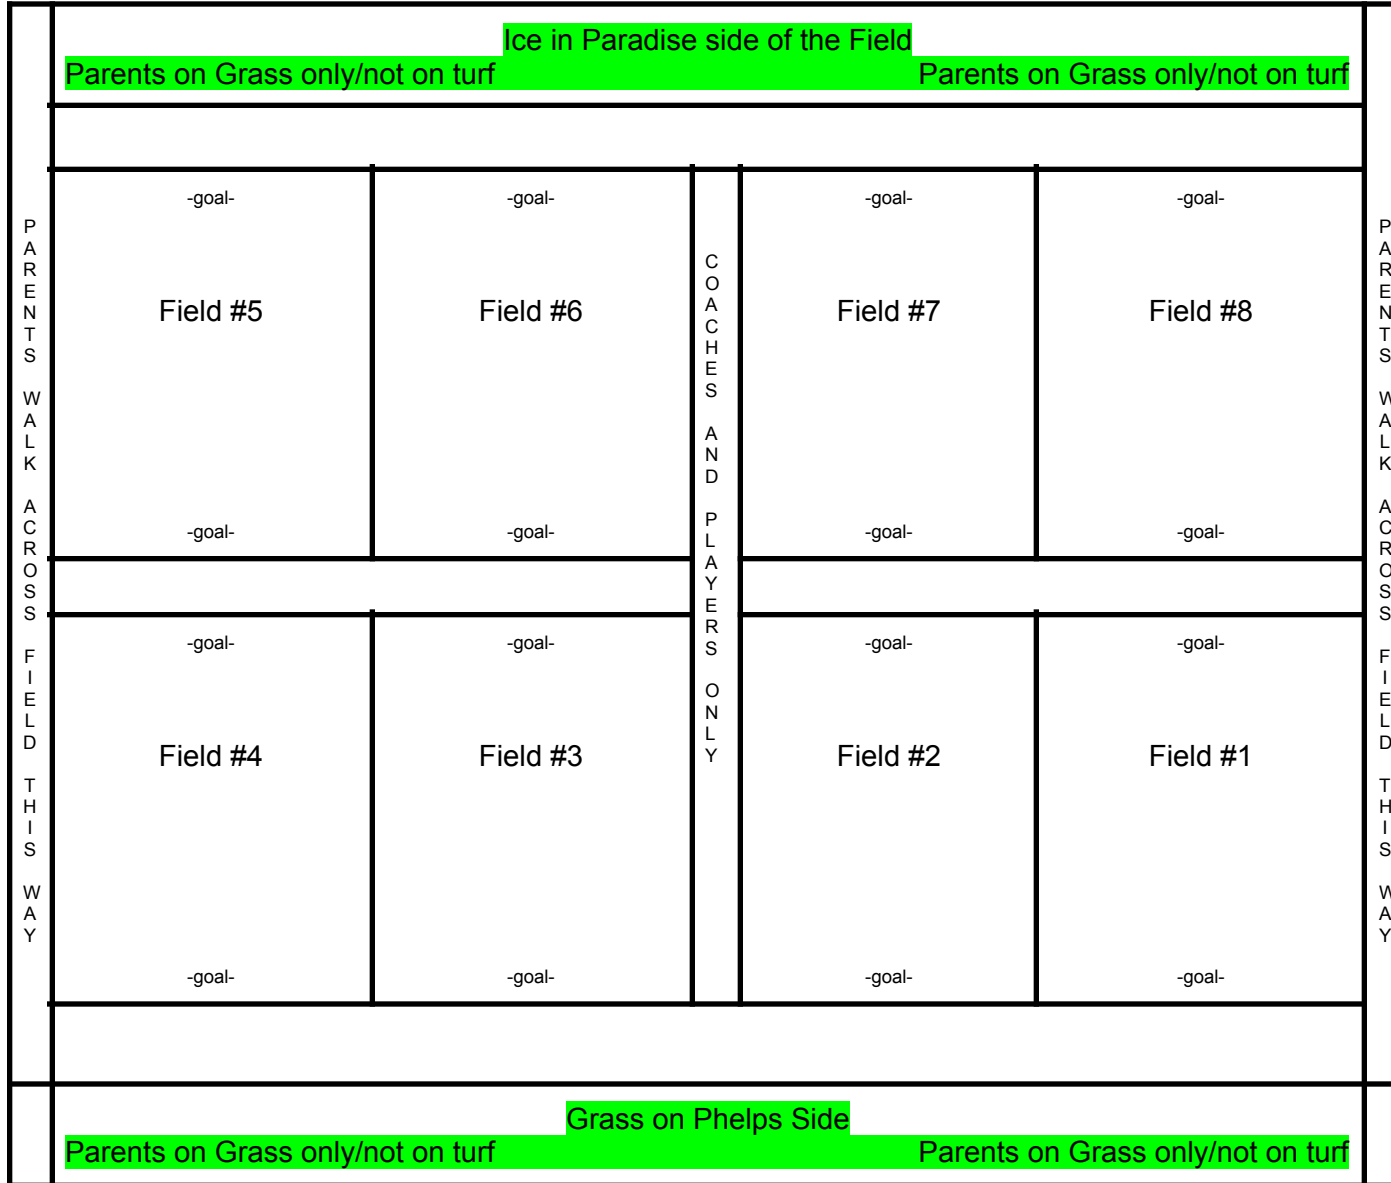 Ice in Paradise side of the Field
Parents on Grass only/not on turf Parents on Grass only/not on turf
PARENTS WALK ACROSS FIELD THIS WAY
-goal- -goal- -goal- -goal-
Field #5 Field #6 Field #7 Field #8
-goal- -goal- -goal- -goal-
COACHES AND PLAYERS ONLY
PARENTS WALK ACROSS FIELD THIS WAY
-goal- -goal- -goal- -goal-
Field #4 Field #3 Field #2 Field #1
-goal- -goal- -goal- -goal-
Grass on Phelps Side
Parents on Grass only/not on turf Parents on Grass only/not on turf